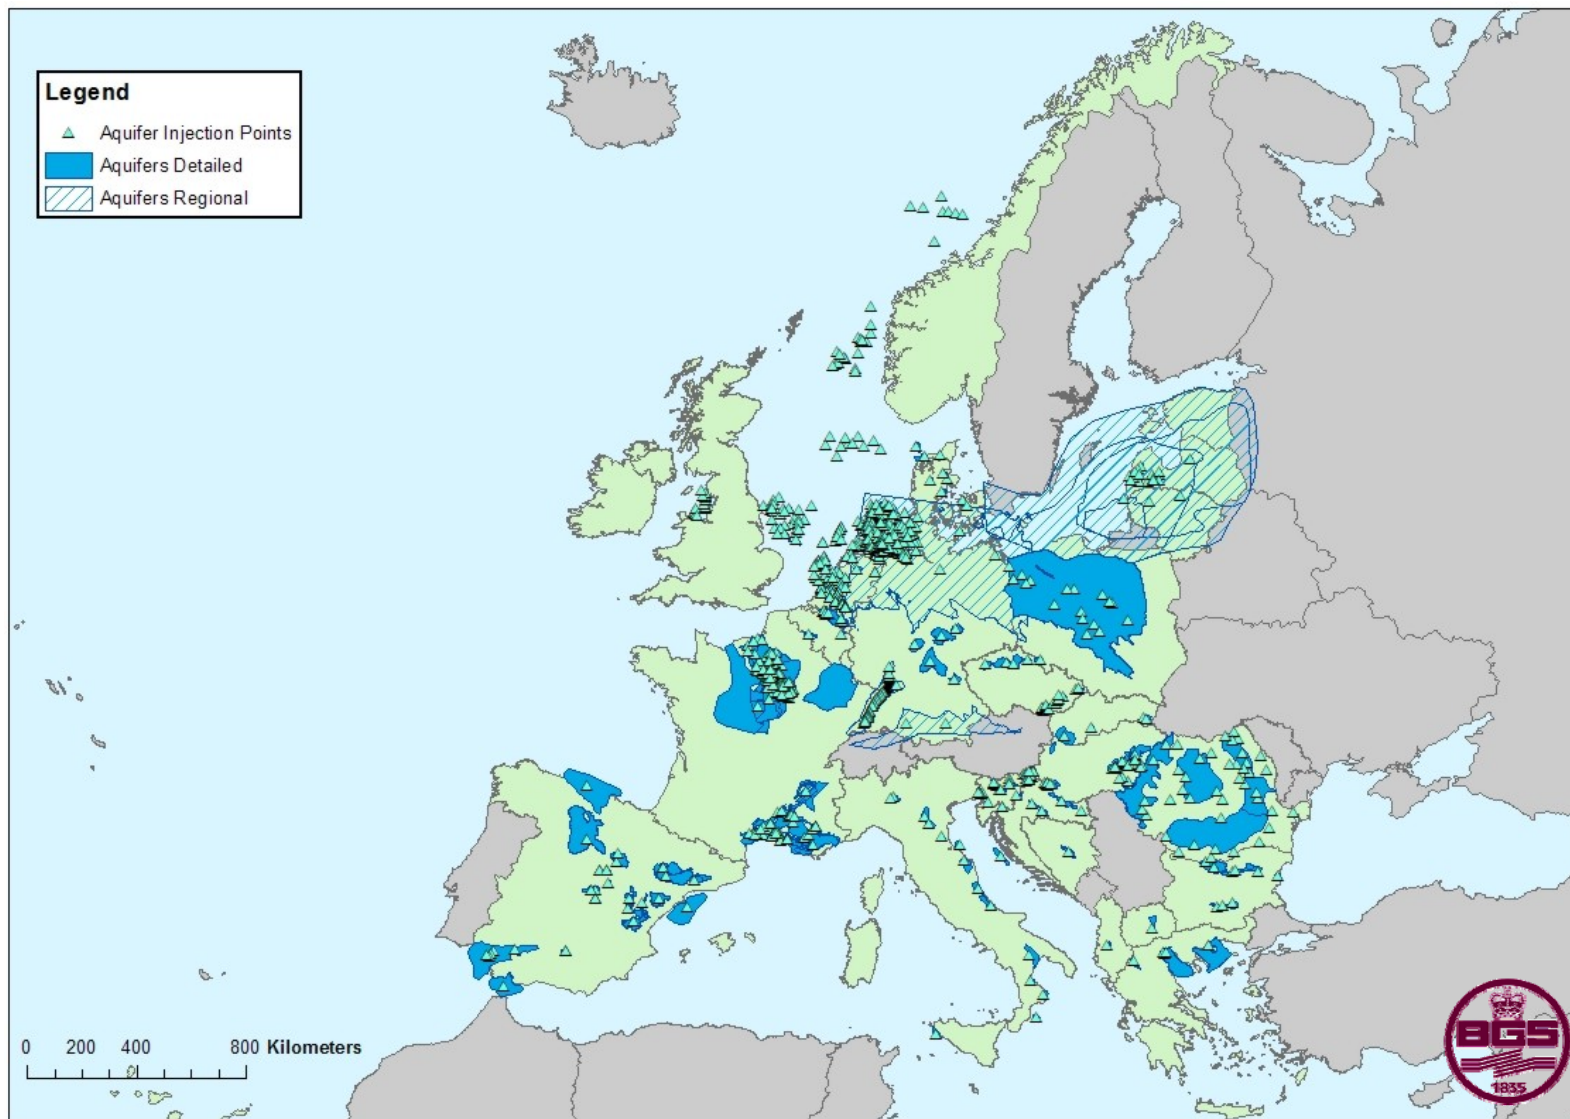 Legend
Aquifer Injection Points
Aquifers Detailed
Aquifers Regional
0 200 400 800 Kilometers
BGS
1835